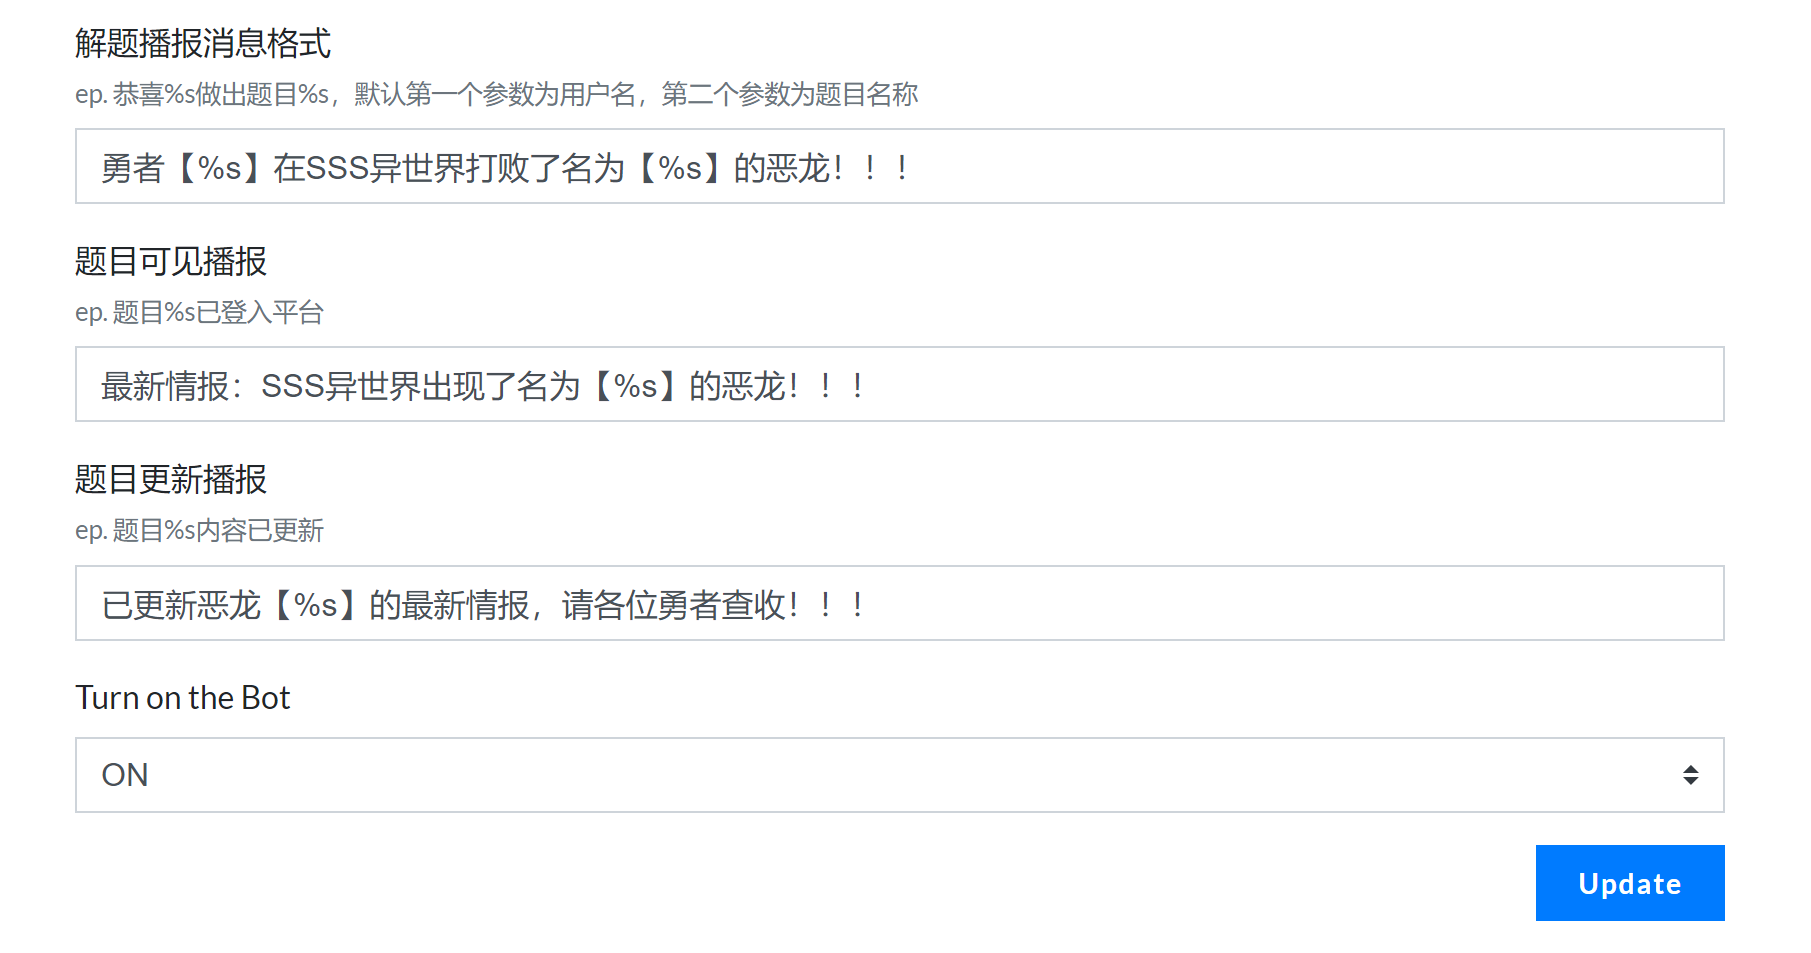 解题播报消息格式
ep. 恭喜%s做出题目%s，默认第一个参数为用户名，第二个参数为题目名称
勇者【%s】在SSS异世界打败了名为【%s】的恶龙！！！
题目可见播报
ep. 题目%s已登入平台
最新情报：SSS异世界出现了名为【%s】的恶龙！！！
题目更新播报
ep. 题目%s内容已更新
已更新恶龙【%s】的最新情报，请各位勇者查收！！！
Turn on the Bot
ON
Update